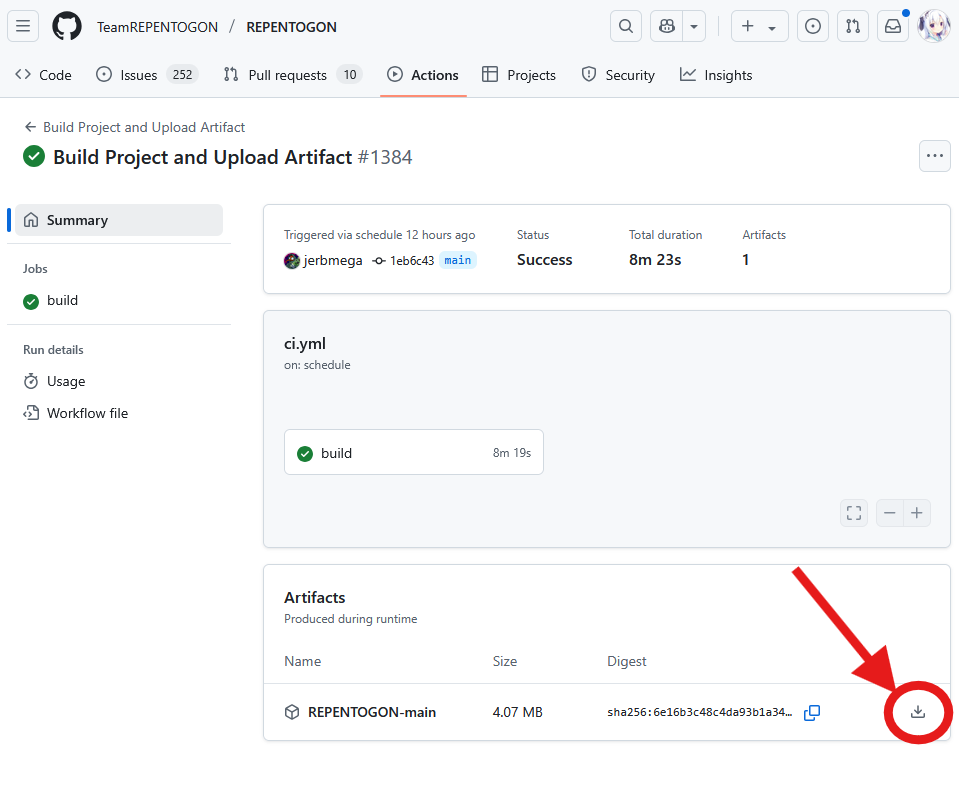 TeamREPENTOGON / REPENTOGON
Code Issues 252 Pull requests 10 Actions Projects Security Insights
Build Project and Upload Artifact
Build Project and Upload Artifact #1384
Summary
Jobs
build
Run details
Usage
Workflow file
Triggered via schedule 12 hours ago Status Total duration Artifacts
jerbmega 1eb6c43 main Success 8m 23s 1
ci.yml
on: schedule
build 8m 19s
Artifacts
Produced during runtime
Name Size Digest
REPENTOGON-main 4.07 MB sha256:6e16b3c48c4da93b1a34…